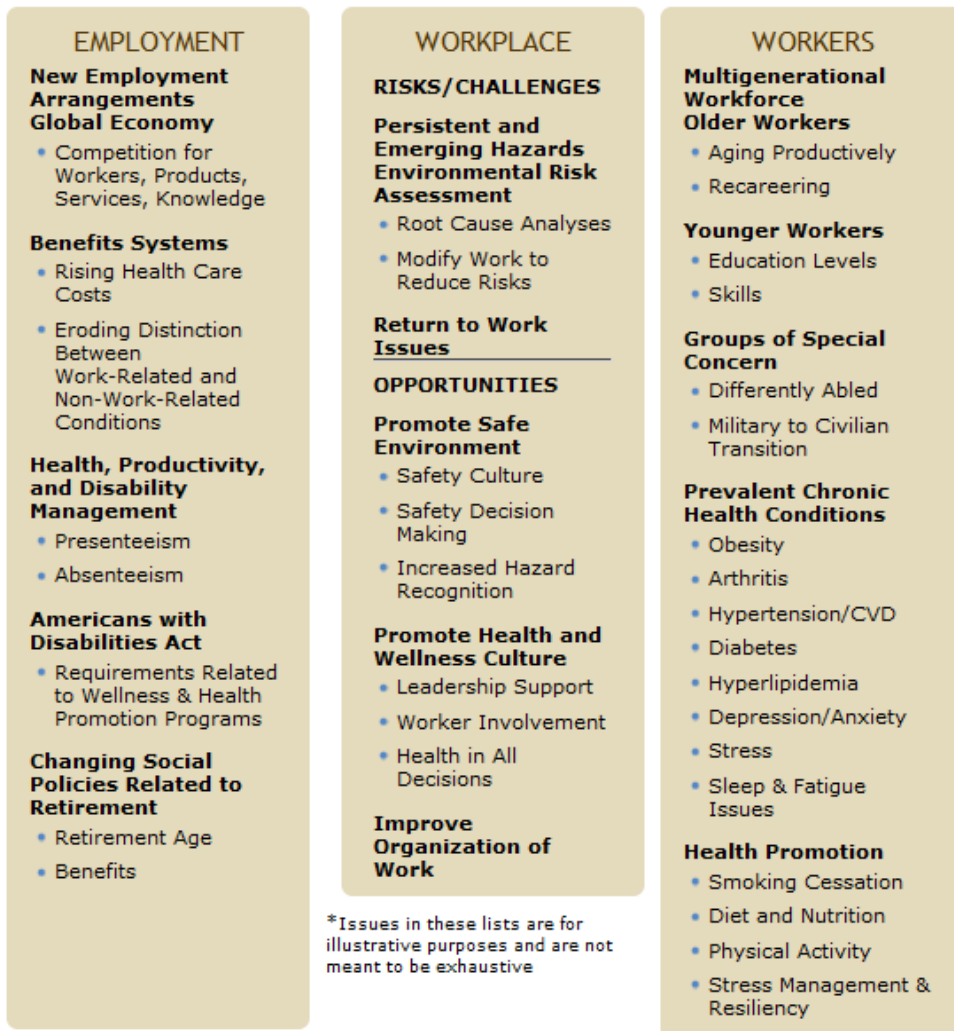 EMPLOYMENT
New Employment
Arrangements
Global Economy
Competition for
Workers, Products,
Services, Knowledge
Benefits Systems
Rising Health Care
Costs
Eroding Distinction
Between
Work-Related and
Non-Work-Related
Conditions
Health, Productivity,
and Disability
Management
Presenteeism
Absenteeism
Americans with
Disabilities Act
Requirements Related
to Wellness & Health
Promotion Programs
Changing Social
Policies Related to
Retirement
Retirement Age
Benefits
WORKPLACE
RISKS/CHALLENGES
Persistent and
Emerging Hazards
Environmental Risk
Assessment
Root Cause Analyses
Modify Work to
Reduce Risks
Return to Work
Issues
OPPORTUNITIES
Promote Safe
Environment
Safety Culture
Safety Decision
Making
Increased Hazard
Recognition
Promote Health and
Wellness Culture
Leadership Support
Worker Involvement
Health in All
Decisions
Improve
Organization of
Work
*Issues in these lists are for
illustrative purposes and are not
meant to be exhaustive
WORKERS
Multigenerational
Workforce
Older Workers
Aging Productively
Recareering
Younger Workers
Education Levels
Skills
Groups of Special
Concern
Differently Abled
Military to Civilian
Transition
Prevalent Chronic
Health Conditions
Obesity
Arthritis
Hypertension/CVD
Diabetes
Hyperlipidemia
Depression/Anxiety
Stress
Sleep & Fatigue
Issues
Health Promotion
Smoking Cessation
Diet and Nutrition
Physical Activity
Stress Management &
Resiliency